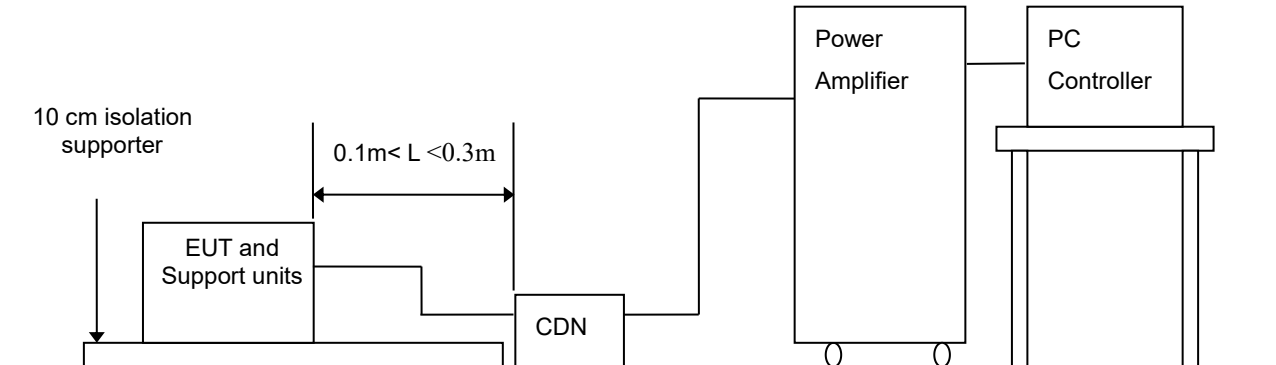 Power
Amplifier
PC
Controller
10 cm isolation
supporter
0.1m< L <0.3m
EUT and
Support units
CDN